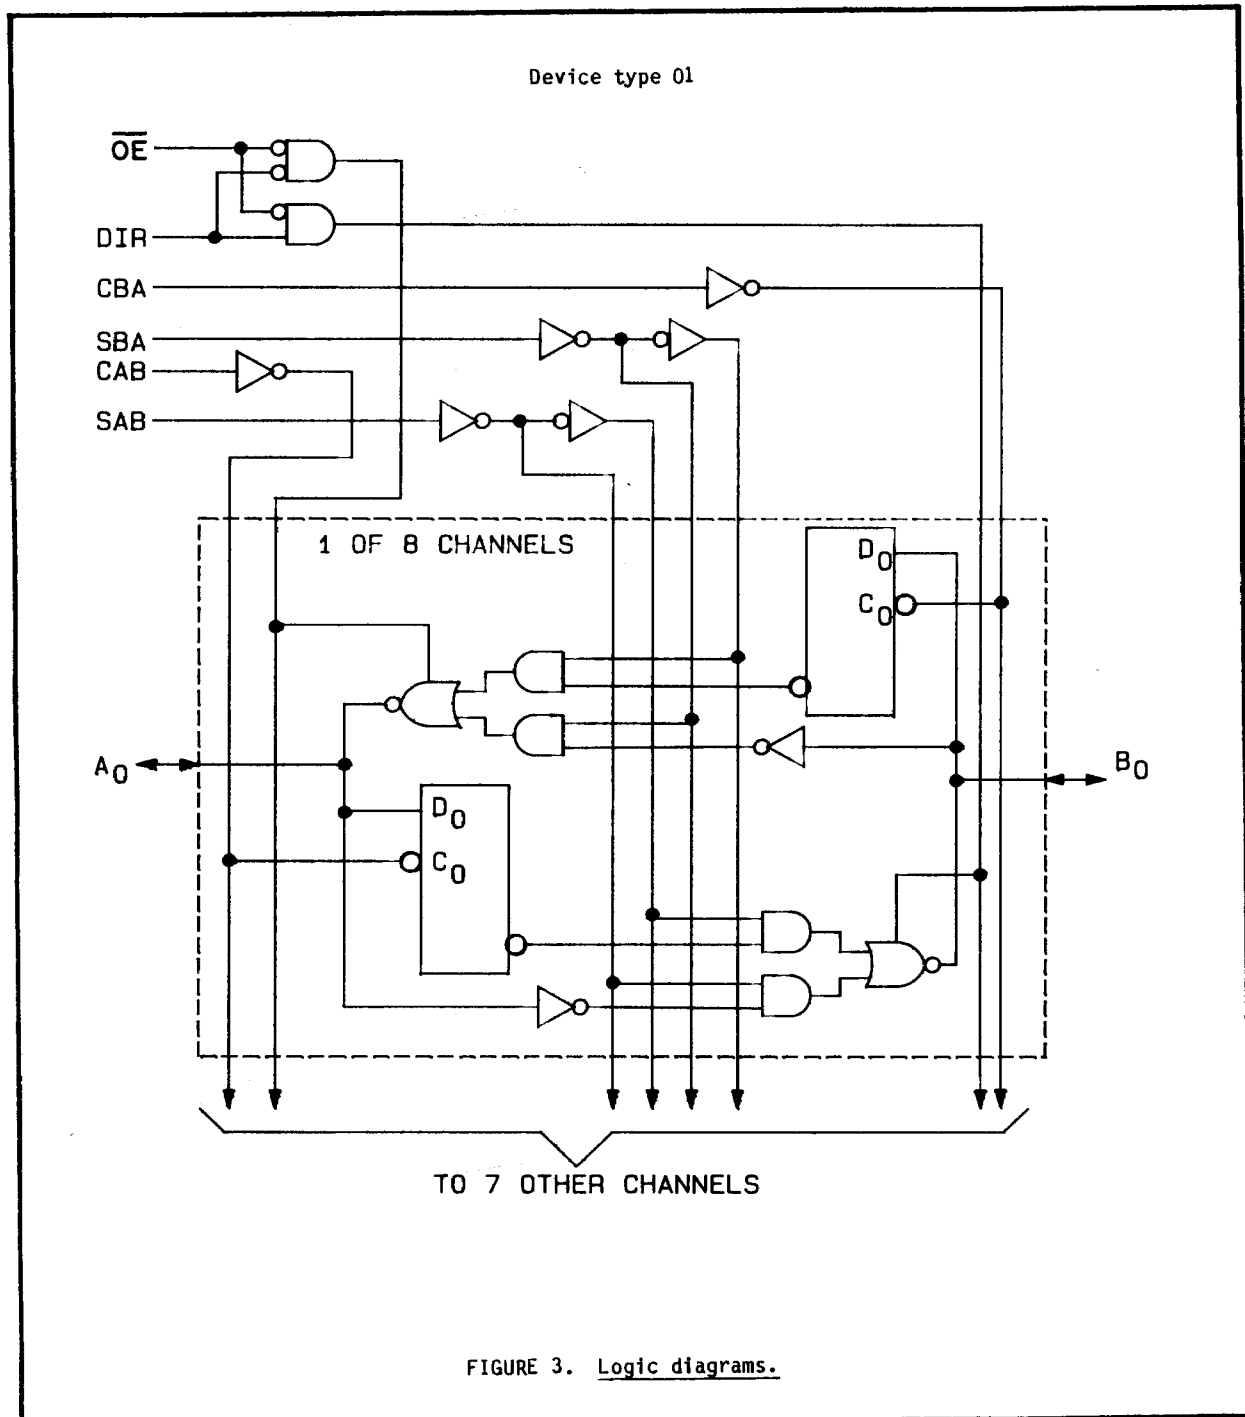 Device type 01
OE
DIR
CBA
SBA
CAB
SAB
1 OF 8 CHANNELS
D0
C0
A0
B0
D0
C0
TO 7 OTHER CHANNELS
FIGURE 3. Logic diagrams.